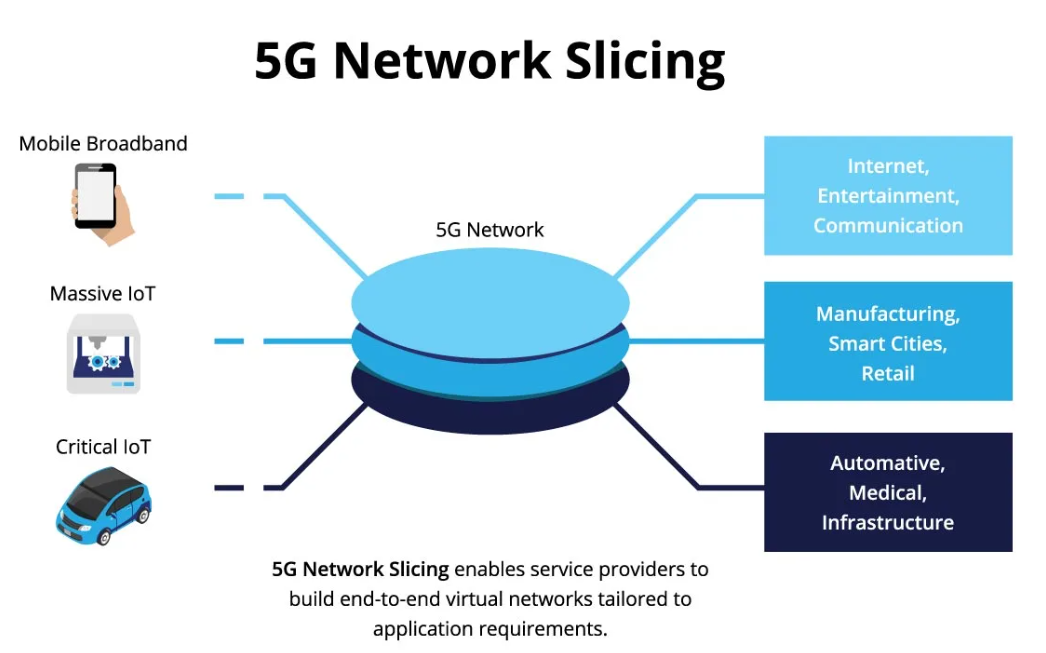 5G Network Slicing
Mobile Broadband
Massive IoT
Critical IoT
5G Network
Internet,
Entertainment,
Communication
Manufacturing,
Smart Cities,
Retail
Automative,
Medical,
Infrastructure
5G Network Slicing enables service providers to
build end-to-end virtual networks tailored to
application requirements.